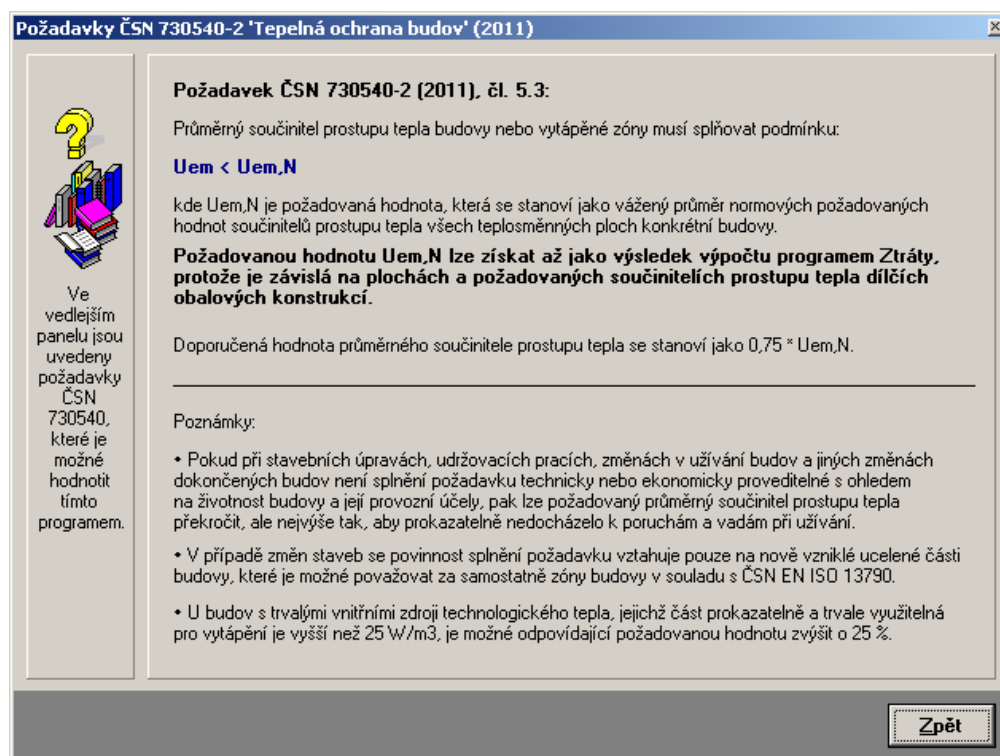 Požadavky ČSN 730540-2 'Tepelná ochrana budov' (2011)
Ve
vedlejším
panelu jsou
uvedeny
požadavky
ČSN
730540,
které je
možné
hodnotit
tímto
programem.
Požadavek ČSN 730540-2 (2011), čl. 5.3:
Průměrný součinitel prostupu tepla budovy nebo vytápěné zóny musí splňovat podmínku:
Uem < Uem,N
kde Uem,N je požadovaná hodnota, která se stanoví jako vážený průměr normových požadovaných
hodnot součinitelů prostupu tepla všech teplosměnných ploch konkrétní budovy.
Požadovanou hodnotu Uem,N lze získat až jako výsledek výpočtu programem Ztráty,
protože je závislá na plochách a požadovaných součinitelích prostupu tepla dílčích
obalových konstrukcí.
Doporučená hodnota průměrného součinitele prostupu tepla se stanoví jako 0,75 * Uem,N.
Poznámky:
• Pokud při stavebních úpravách, udržovacích pracích, změnách v užívání budov a jiných změnách
dokončených budov není splnění požadavku technicky nebo ekonomicky proveditelné s ohledem
na životnost budovy a její provozní účely, pak lze požadovaný průměrný součinitel prostupu tepla
překročit, ale nejvýše tak, aby prokazatelně nedocházelo k poruchám a vadám při užívání.
• V případě změn staveb se povinnost splnění požadavku vztahuje pouze na nově vzniklé ucelené části
budovy, které je možné považovat za samostatně zóny budovy v souladu s ČSN EN ISO 13790.
• U budov s trvalými vnitřními zdroji technologického tepla, jejichž část prokazatelně a trvale využitelná
pro vytápění je vyšší než 25 W/m3, je možné odpovídající požadovanou hodnotu zvýšit o 25 %.
Zpět